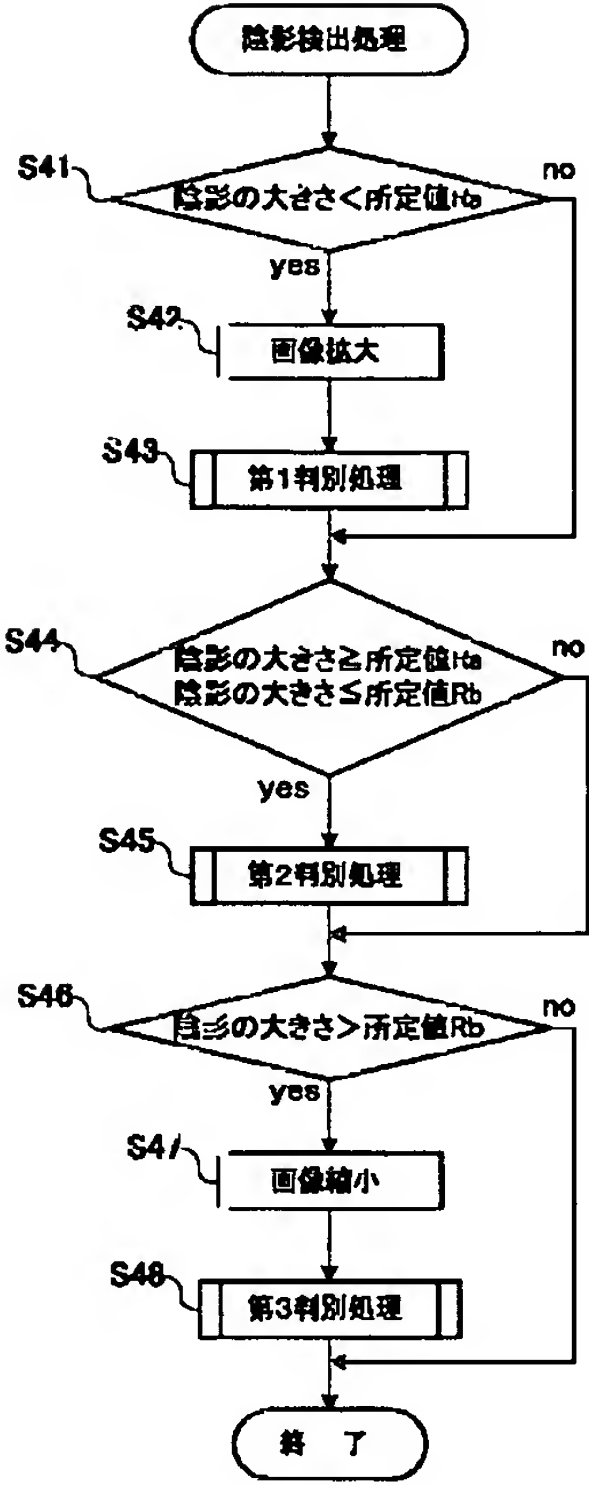 陰影検出処理
S41
陰影の大きさ<所定値Ra
no
yes
S42
画像拡大
S43
第1判別処理
S44
陰影の大きさ≧所定値Ra
陰影の大きさ≦所定値Rb
no
yes
S45
第2判別処理
S46
陰影の大きさ>所定値Rb
no
yes
S47
画像縮小
S48
第3判別処理
終 了